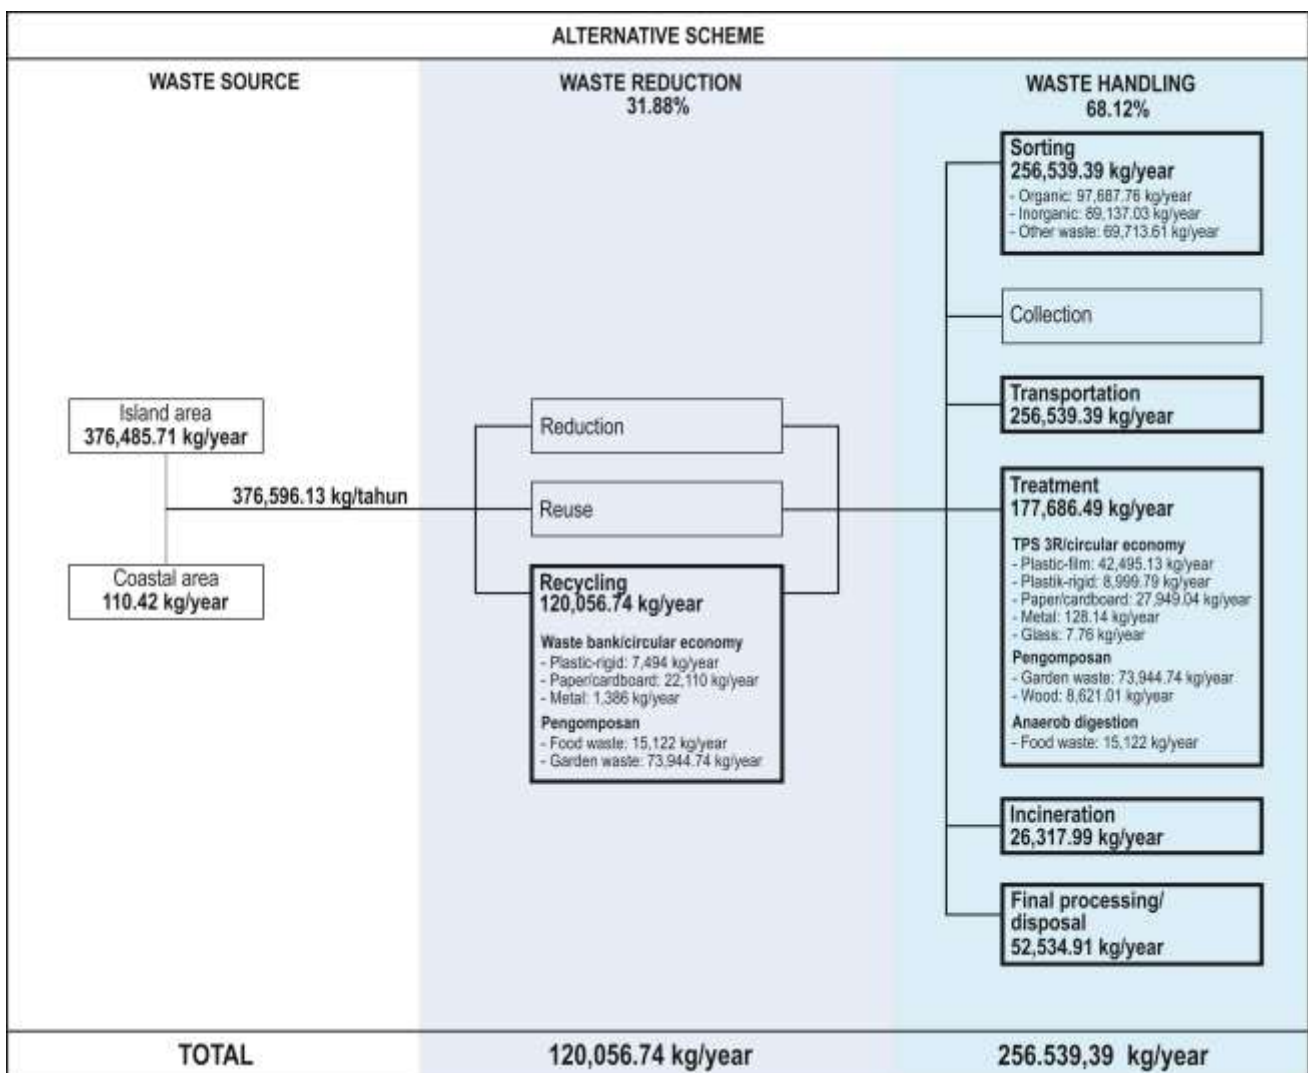 ALTERNATIVE SCHEME
WASTE SOURCE
Island area
376,485.71 kg/year
376,596.13 kg/tahun
Coastal area
110.42 kg/year
WASTE REDUCTION
31.88%
Reduction
Reuse
Recycling
120,056.74 kg/year
Waste bank/circular economy
- Plastic-rigid: 7,494 kg/year
- Paper/cardboard: 22,110 kg/year
- Metal: 1,386 kg/year
Pengomposan
- Food waste: 15,122 kg/year
- Garden waste: 73,944.74 kg/year
WASTE HANDLING
68.12%
Sorting
256,539.39 kg/year
- Organic: 97,687.76 kg/year
- Inorganic: 89,137.03 kg/year
- Other waste: 69,713.61 kg/year
Collection
Transportation
256,539.39 kg/year
Treatment
177,686.49 kg/year
TPS 3R/circular economy
- Plastic-film: 42,495.13 kg/year
- Plastik-rigid: 8,999.79 kg/year
- Paper/cardboard: 27,949.04 kg/year
- Metal: 128.14 kg/year
- Glass: 7.76 kg/year
Pengomposan
- Garden waste: 73,944.74 kg/year
- Wood: 8,621.01 kg/year
Anaerob digestion
- Food waste: 15,122 kg/year
Incineration
26,317.99 kg/year
Final processing/
disposal
52,534.91 kg/year
TOTAL
120,056.74 kg/year
256.539,39 kg/year